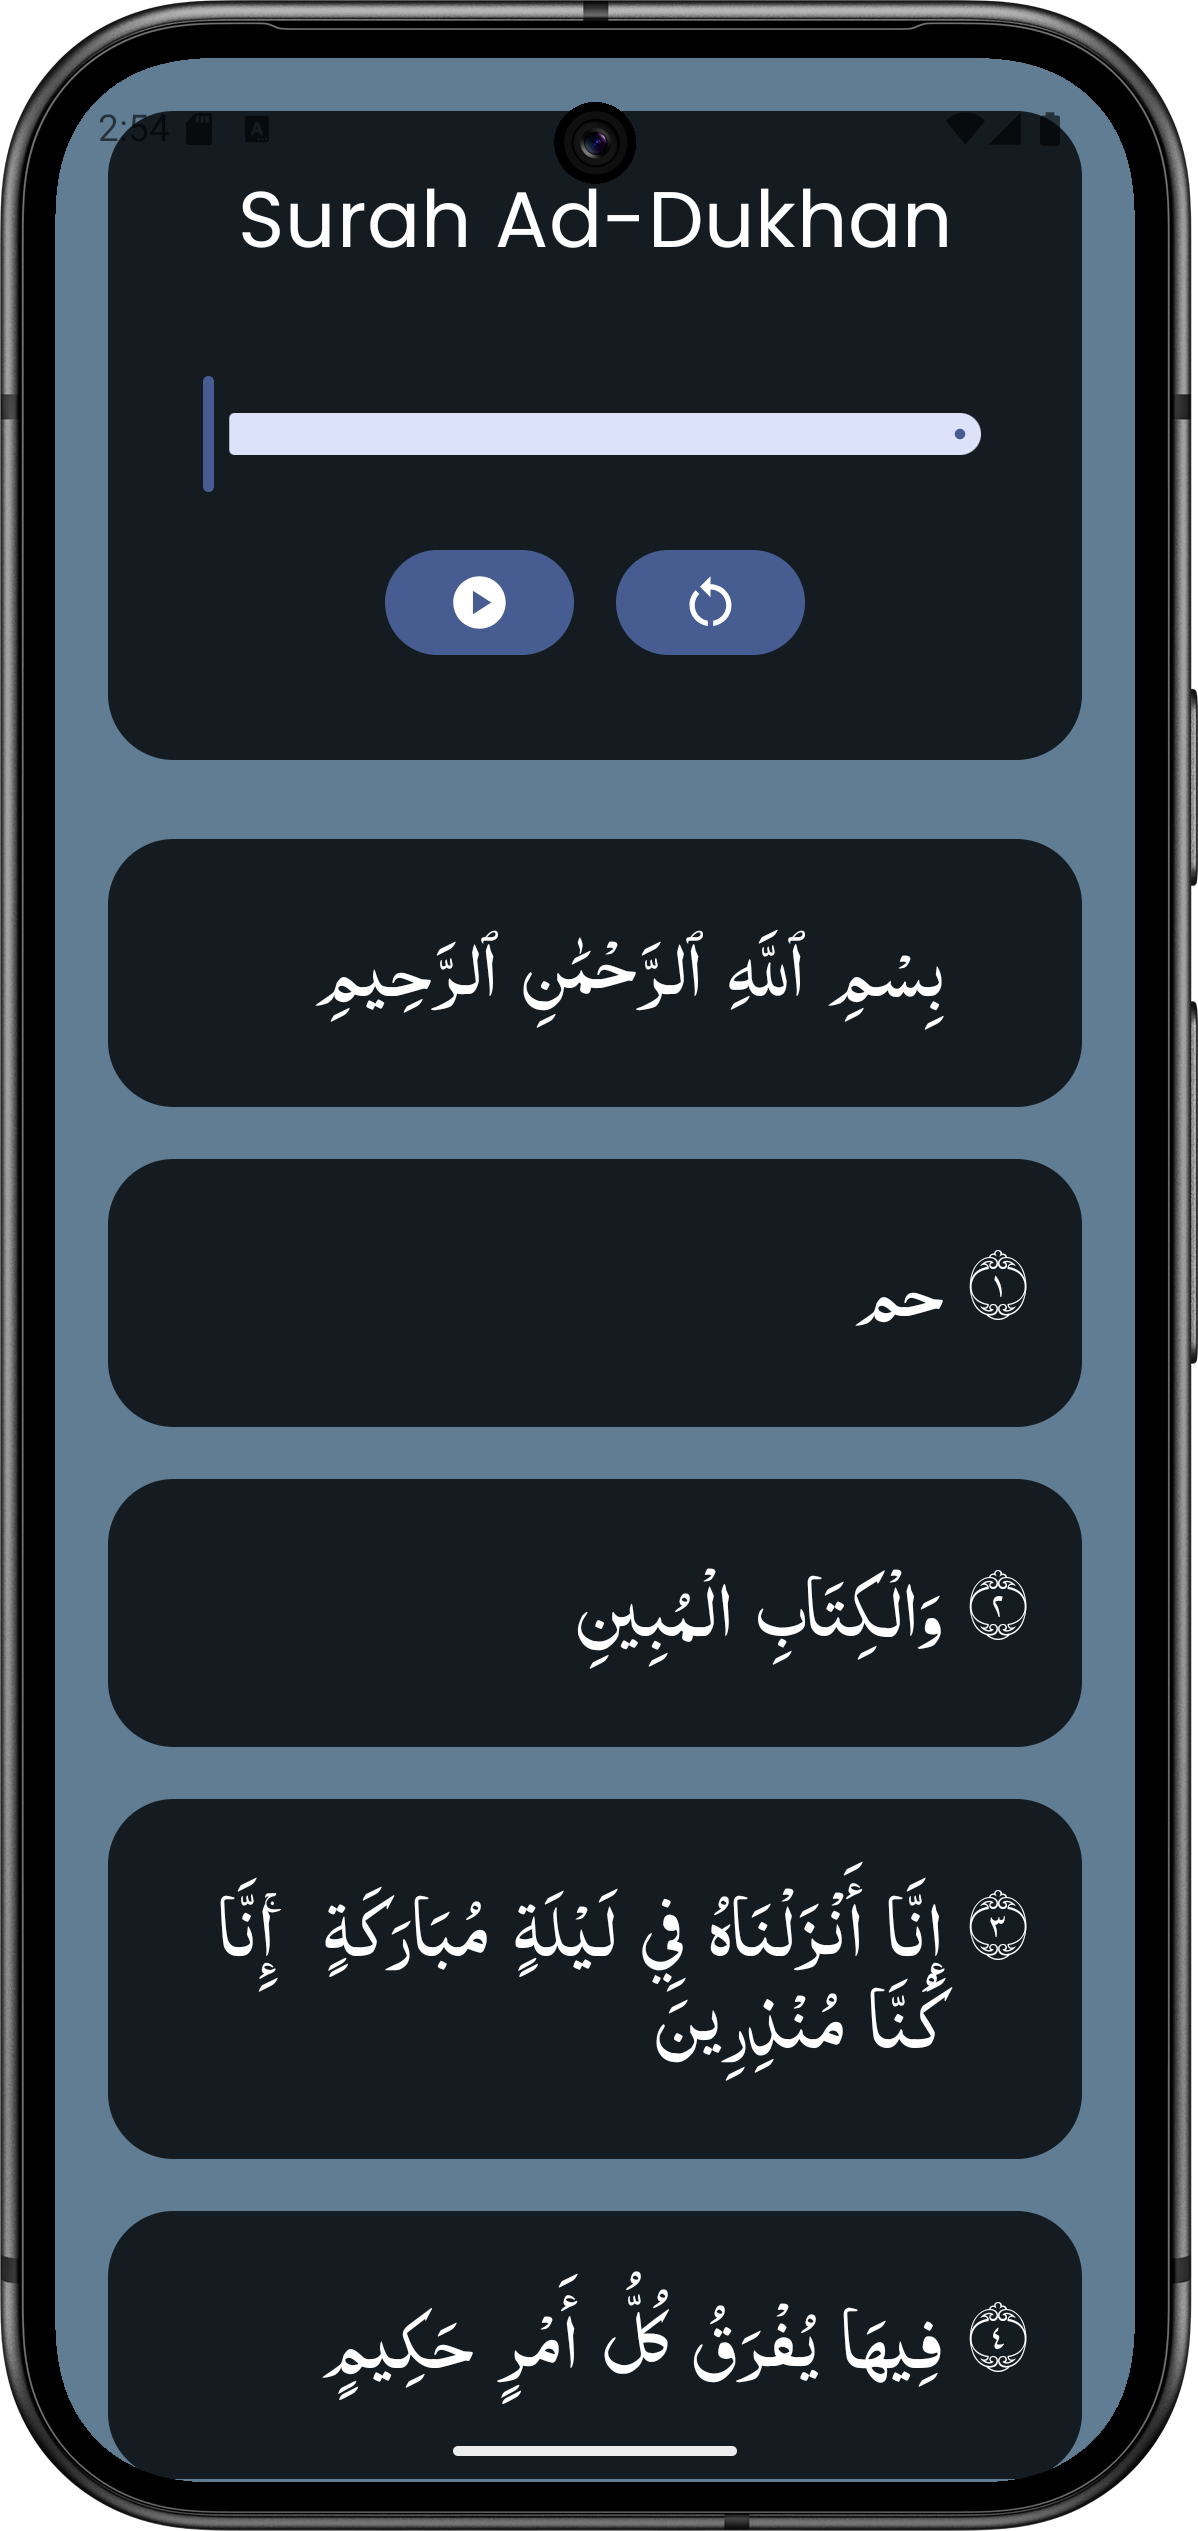 2:54
A
Surah Ad-Dukhan
بِسْمِ ٱللَّهِ ٱلرَّحْمَٰنِ ٱلرَّحِيمِ
١ حم
٢ وَالْكِتَابِ الْمُبِينِ
٣ إِنَّا أَنْزَلْنَاهُ فِي لَيْلَةٍ مُبَارَكَةٍ ۚ إِنَّا
كُنَّا مُنْذِرِينَ
٤ فِيهَا يُفْرَقُ كُلُّ أَمْرٍ حَكِيمٍ